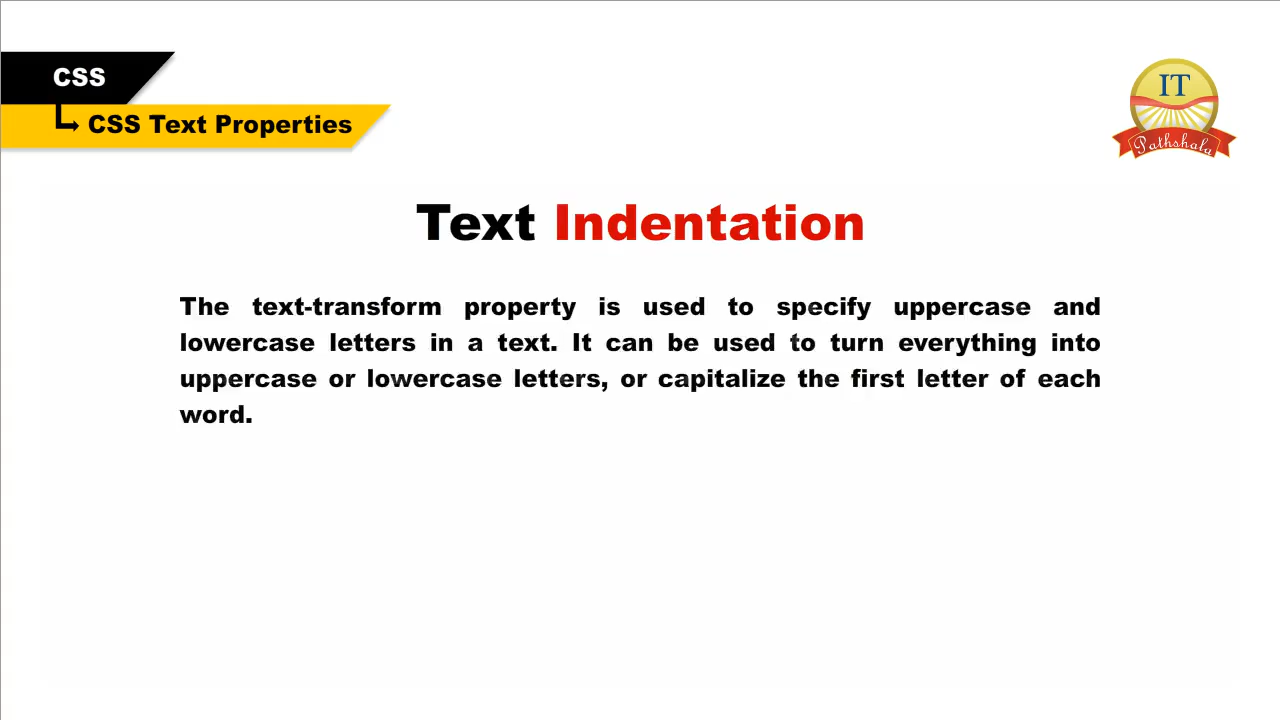 CSS
CSS Text Properties
IT
Pathshala
Text Indentation
The text-transform property is used to specify uppercase and
lowercase letters in a text. It can be used to turn everything into
uppercase or lowercase letters, or capitalize the first letter of each
word.